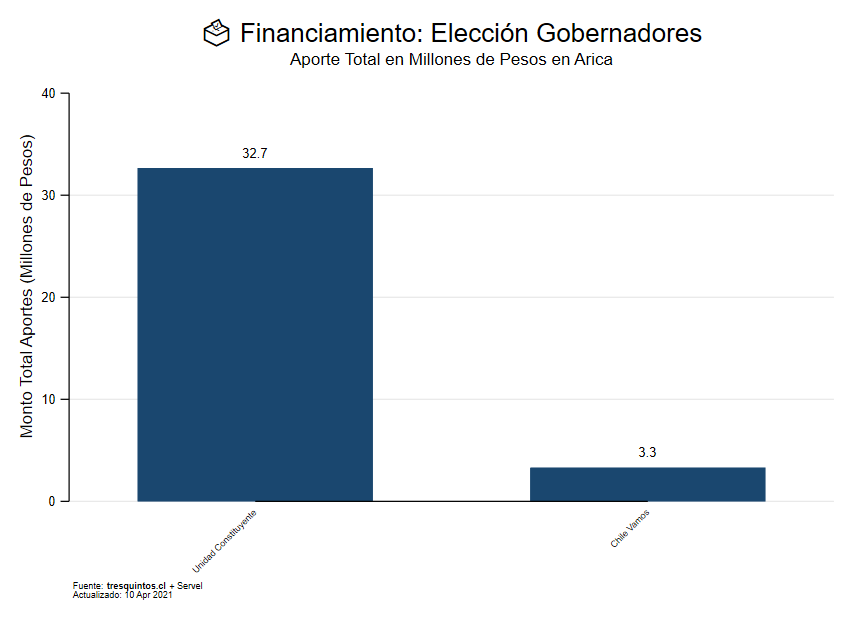 Financiamiento: Elección Gobernadores
Aporte Total en Millones de Pesos en Arica
Monto Total Aportes (Millones de Pesos)
40
30
20
10
0
32.7
3.3
Unidad Constituyente
Chile Vamos
Fuente: tresquintos.cl + Servel
Actualizado: 10 Apr 2021